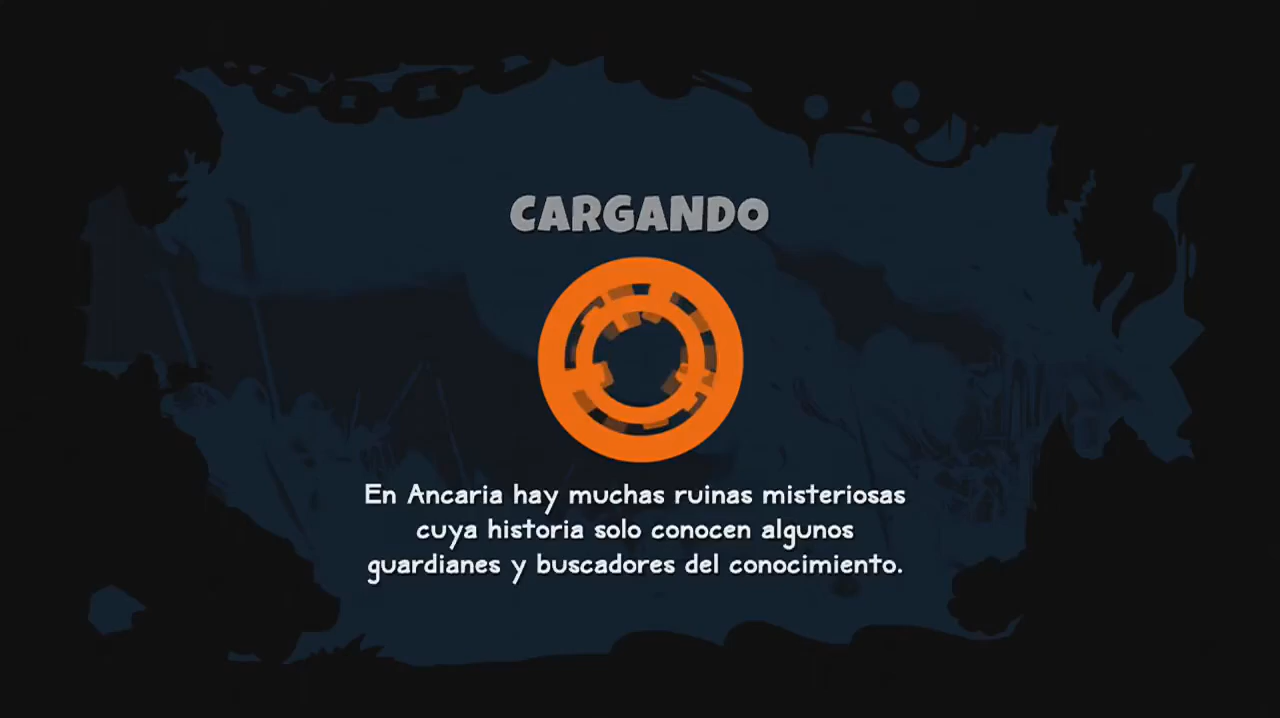 CARGANDO
En Ancaria hay muchas ruinas misteriosas
cuya historia solo conocen algunos
guardianes y buscadores del conocimiento.